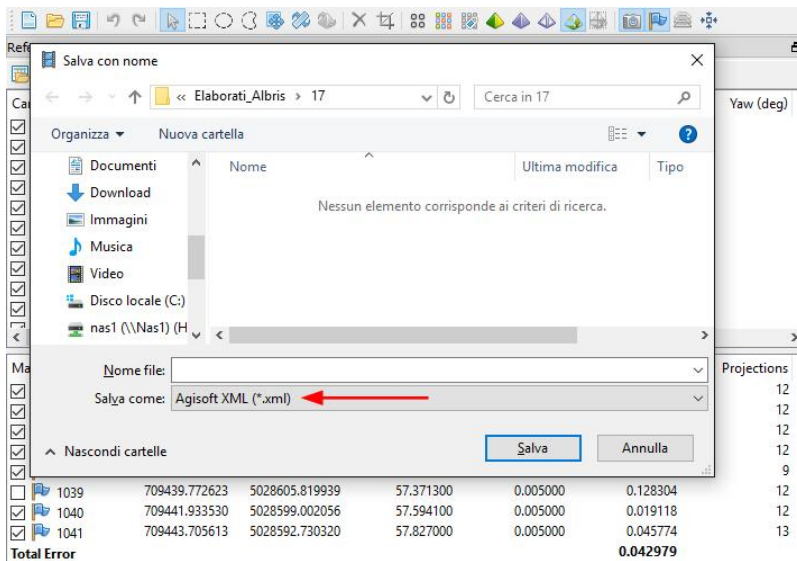 Refe
Salva con nome
« Elaborati_Albris > 17
Cerca in 17
Organizza
Nuova cartella
?
Documenti
Download
Immagini
Musica
Video
Disco locale (C:)
nas1 (\\Nas1) (H
Nome
Ultima modifica
Tipo
Nessun elemento corrisponde ai criteri di ricerca.
Nome file:
Salva come: Agisoft XML (*.xml)
Nascondi cartelle
Salva
Annulla
Ca
Yaw (deg)
Ma
Projections
12
12
12
12
9
1039 709439.772623 5028605.819939 57.371300 0.005000 0.128304 12
1040 709441.933530 5028599.002056 57.594100 0.005000 0.019118 12
1041 709443.705613 5028592.730320 57.827000 0.005000 0.045774 13
Total Error 0.042979